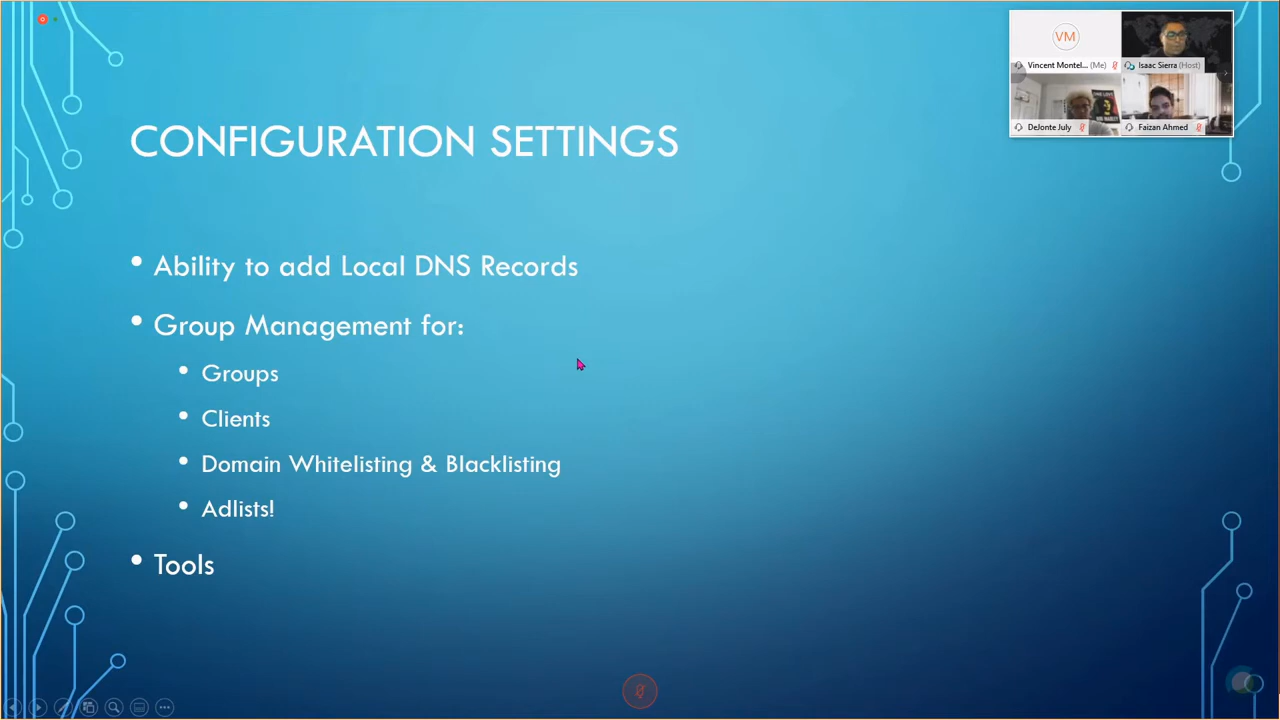 VM
Vincent Montel... (Me)
Isaac Sierra (Host)
DeJonte July
Faizan Ahmed
CONFIGURATION SETTINGS
• Ability to add Local DNS Records
• Group Management for:
• Groups
• Clients
• Domain Whitelisting & Blacklisting
• Adlists!
• Tools